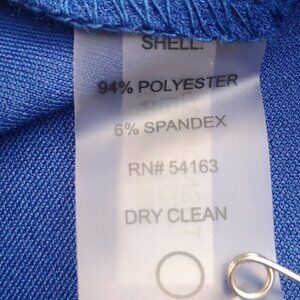 SHELL:
94% POLYESTER
6% SPANDEX
RN# 54163
DRY CLEAN